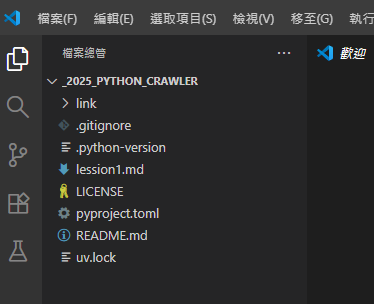 檔案(F) 編輯(E) 選取項目(S) 檢視(V) 移至(G) 執行
檔案總管 ...
歡迎
_2025_PYTHON_CRAWLER
link
.gitignore
.python-version
lession1.md
LICENSE
pyproject.toml
README.md
uv.lock